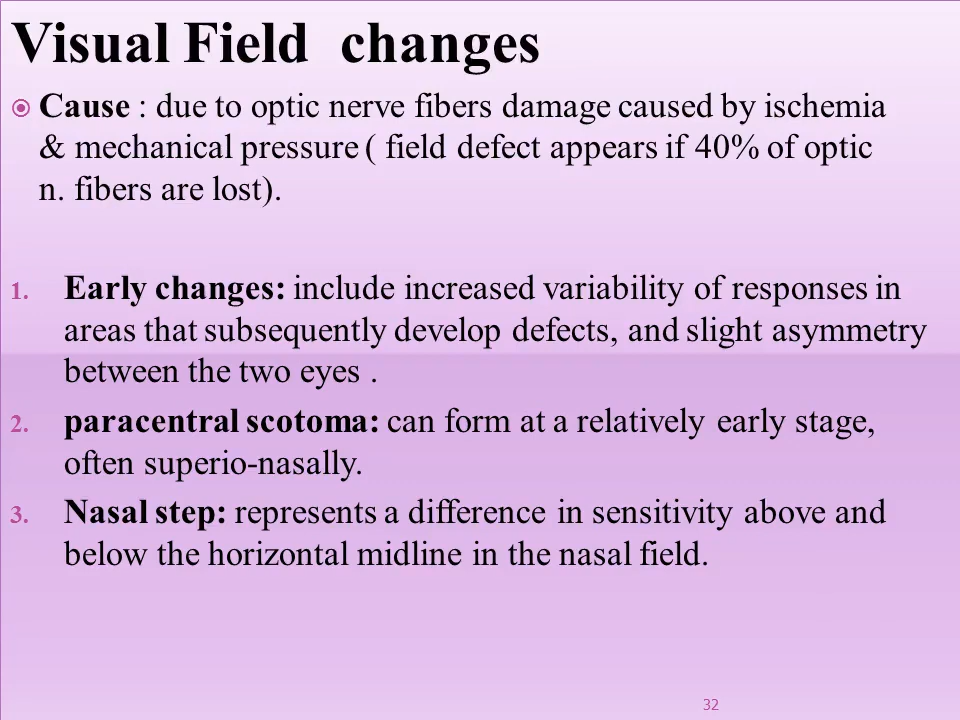 Visual Field changes
Cause : due to optic nerve fibers damage caused by ischemia
& mechanical pressure ( field defect appears if 40% of optic
n. fibers are lost).
1. Early changes: include increased variability of responses in
areas that subsequently develop defects, and slight asymmetry
between the two eyes .
2. paracentral scotoma: can form at a relatively early stage,
often superio-nasally.
3. Nasal step: represents a difference in sensitivity above and
below the horizontal midline in the nasal field.
32